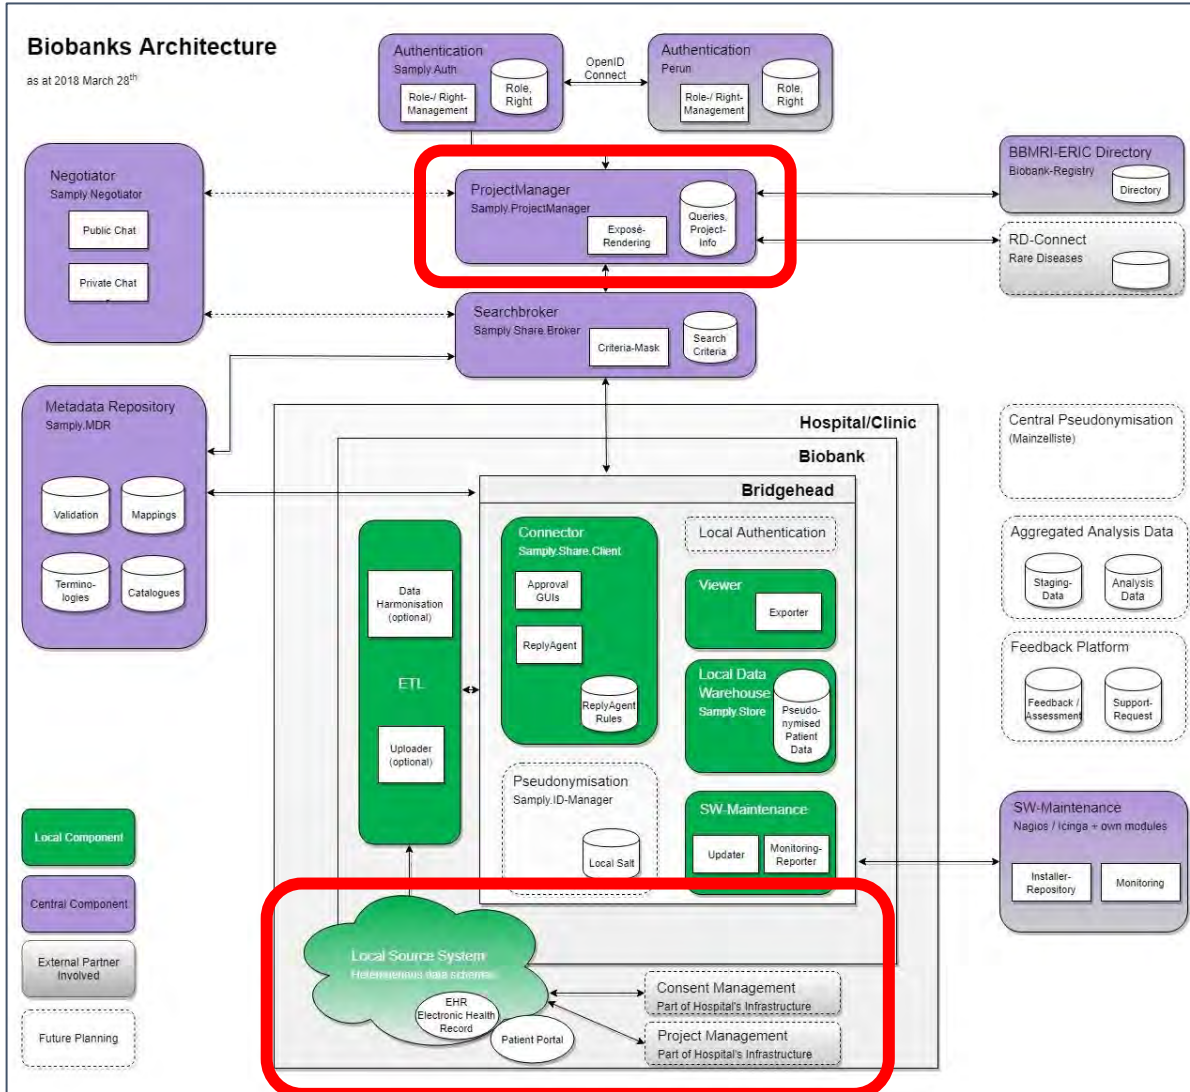 Biobanks Architecture
as at 2018 March 28th
Authentication
Samply.Auth
Role-/ Right-
Management
Role,
Right
OpenID
Connect
Authentication
Perun
Role-/ Right-
Management
Role,
Right
Negotiator
Samply.Negotiator
Public Chat
Private Chat
ProjectManager
Samply.ProjectManager
Exposé-
Rendering
Queries,
Project-
Info
BBMRI-ERIC Directory
Biobank-Registry
Directory
RD-Connect
Rare Diseases
Searchbroker
Samply.Share.Broker
Criteria-Mask
Search
Criteria
Metadata Repository
Samply.MDR
Validation
Mappings
Termino-
logies
Catalogues
Hospital/Clinic
Biobank
Bridgehead
Connector
Samply.Share.Client
Approval
GUIs
ReplyAgent
ReplyAgent
Rules
Local Authentication
Viewer
Exporter
Local Data
Warehouse
Samply.Store
Pseudo-
nymised
Patient
Data
Data
Harmonisation
(optional)
ETL
Uploader
(optional)
Pseudonymisation
Samply.ID-Manager
Local Salt
SW-Maintenance
Updater
Monitoring-
Reporter
Central Pseudonymisation
(Mainzelliste)
Aggregated Analysis Data
Staging-
Data
Analysis
Data
Feedback Platform
Feedback /
Assessment
Support-
Request
SW-Maintenance
Nagios / Icinga + own modules
Installer-
Repository
Monitoring
Local Component
Central Component
External Partner
Involved
Future Planning
Local Source System
Heterogenous data schema
EHR
Electronic Health
Record
Patient Portal
Consent Management
Part of Hospital's Infrastructure
Project Management
Part of Hospital's Infrastructure